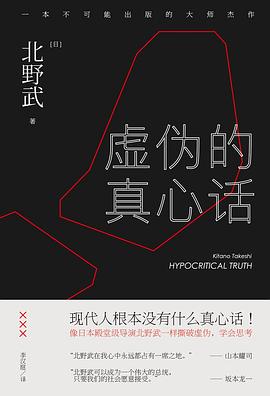 一本不可能出版的大师杰作
[日]
北野武
著
虚伪的
真心话
Kitano Takeshi
HYPOCRITICAL TRUTH
×××
现代人根本没有什么真心话！
像日本殿堂级导演北野武一样撕破虚伪，学会思考
李汉庭／译
“北野武在我心中永远都占有一席之地。” ——山本耀司
“北野武可以成为一个伟大的总统，
只要我们的社会愿意接受。” ——坂本龙一